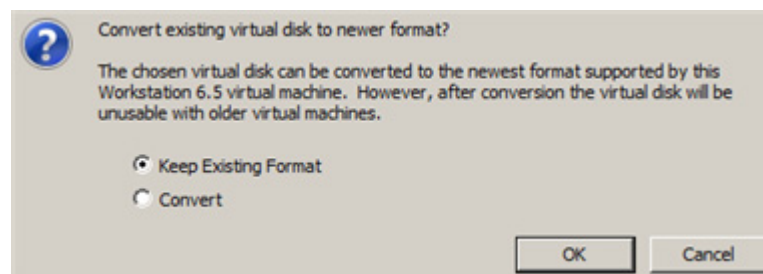 Convert existing virtual disk to newer format?
The chosen virtual disk can be converted to the newest format supported by this
Workstation 6.5 virtual machine.  However, after conversion the virtual disk will be
unusable with older virtual machines.
Keep Existing Format
Convert
OK Cancel